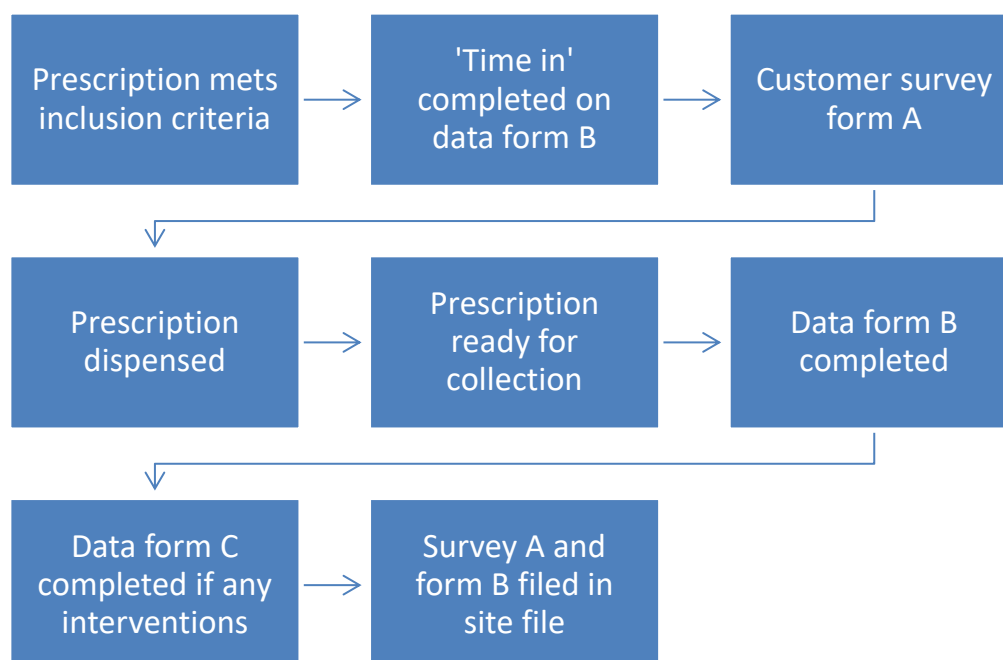 Prescription mets
inclusion criteria
'Time in'
completed on
data form B
Customer survey
form A
Prescription
dispensed
Prescription
ready for
collection
Data form B
completed
Data form C
completed if any
interventions
Survey A and
form B filed in
site file